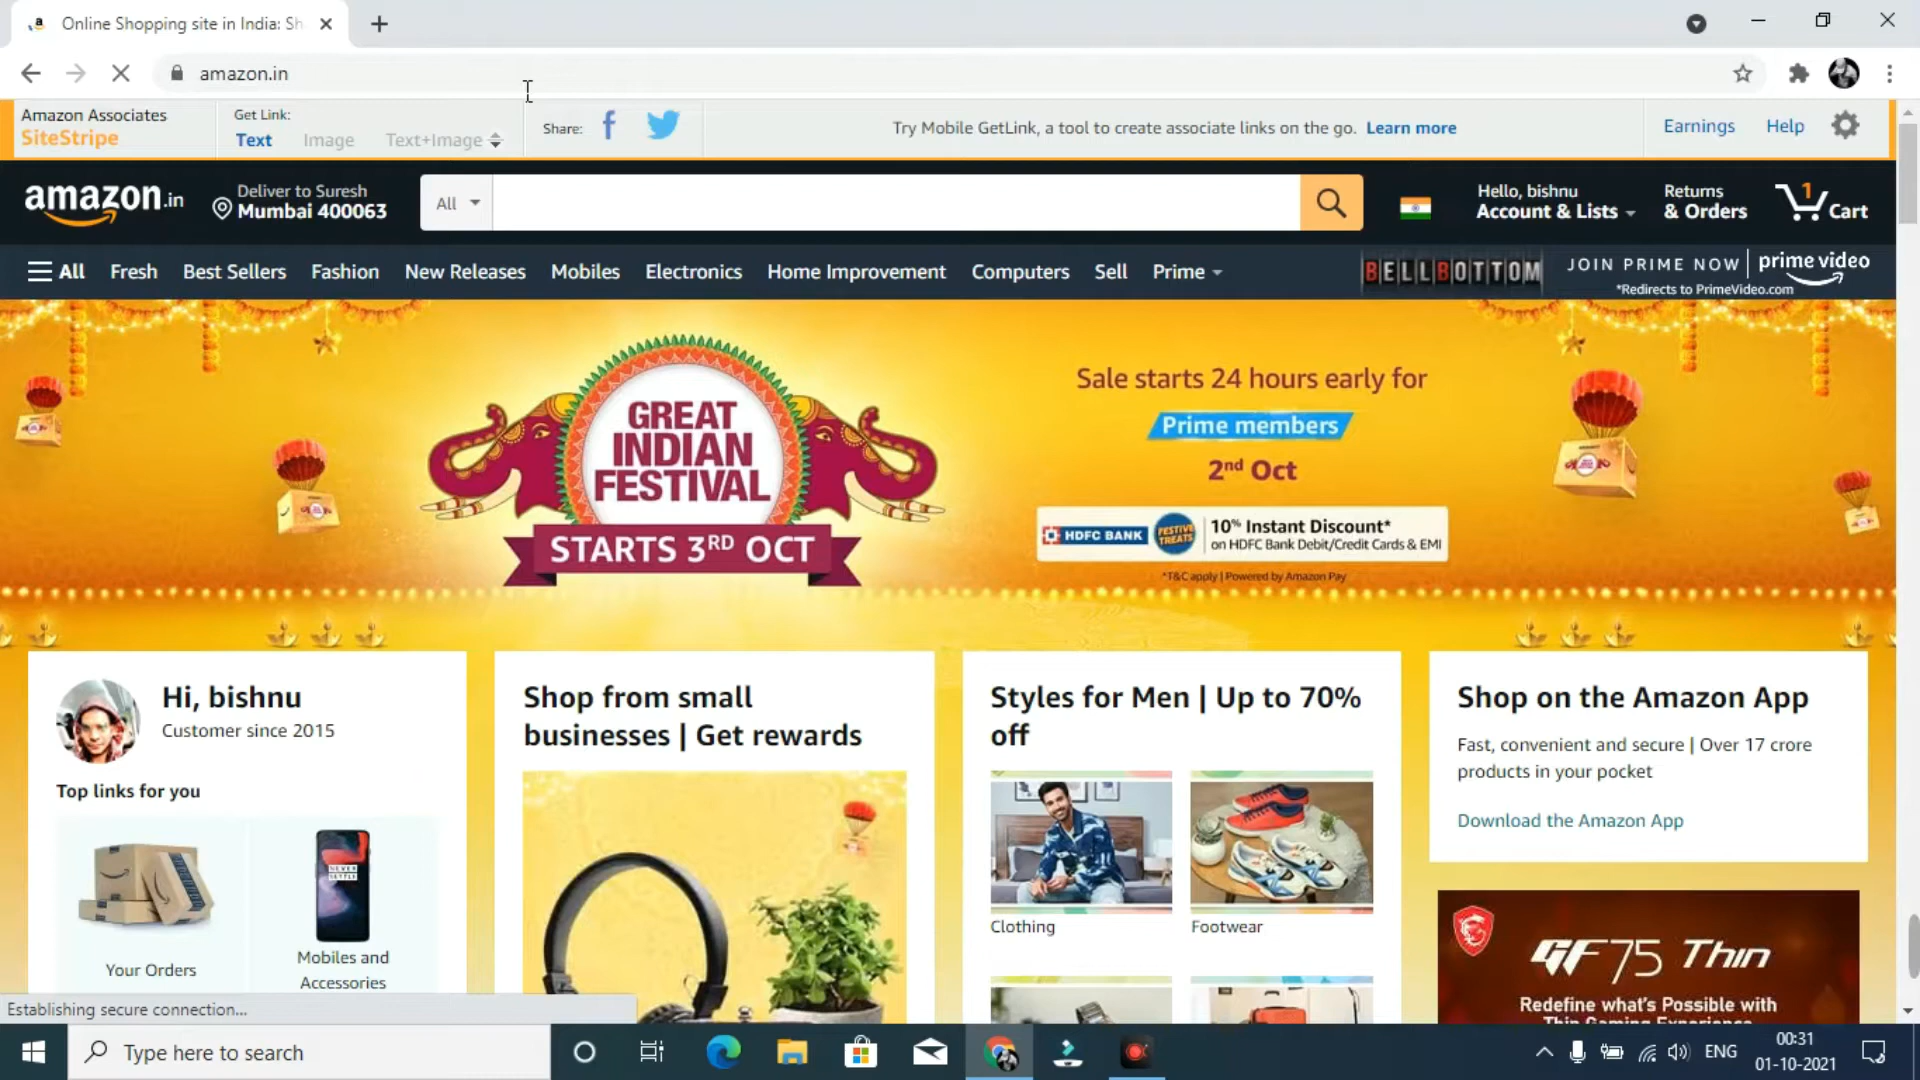 Online Shopping site in India: Sh
amazon.in
Amazon Associates
SiteStripe
Get Link:
Text
Image
Text+Image
Share:
Try Mobile GetLink, a tool to create associate links on the go. Learn more
Earnings
Help
amazon.in
Deliver to Suresh
Mumbai 400063
All
Hello, bishnu
Account & Lists
Returns
& Orders
1
Cart
All
Fresh
Best Sellers
Fashion
New Releases
Mobiles
Electronics
Home Improvement
Computers
Sell
Prime
BELLBOTTOM
JOIN PRIME NOW
prime video
*Redirects to PrimeVideo.com
GREAT
INDIAN
FESTIVAL
STARTS 3RD OCT
Sale starts 24 hours early for
Prime members
2nd Oct
HDFC BANK
FESTIVE
TREATS
10% Instant Discount*
on HDFC Bank Debit/Credit Cards & EMI
*T&C apply | Powered by Amazon Pay
Hi, bishnu
Customer since 2015
Top links for you
Your Orders
NEVER
SETTLE
Mobiles and
Accessories
Shop from small
businesses | Get rewards
Styles for Men | Up to 70%
off
Clothing
Footwear
Shop on the Amazon App
Fast, convenient and secure | Over 17 crore
products in your pocket
Download the Amazon App
GF75 Thin
Redefine what's Possible with
Thin Gaming Experience
Establishing secure connection...
Type here to search
ENG
00:31
01-10-2021